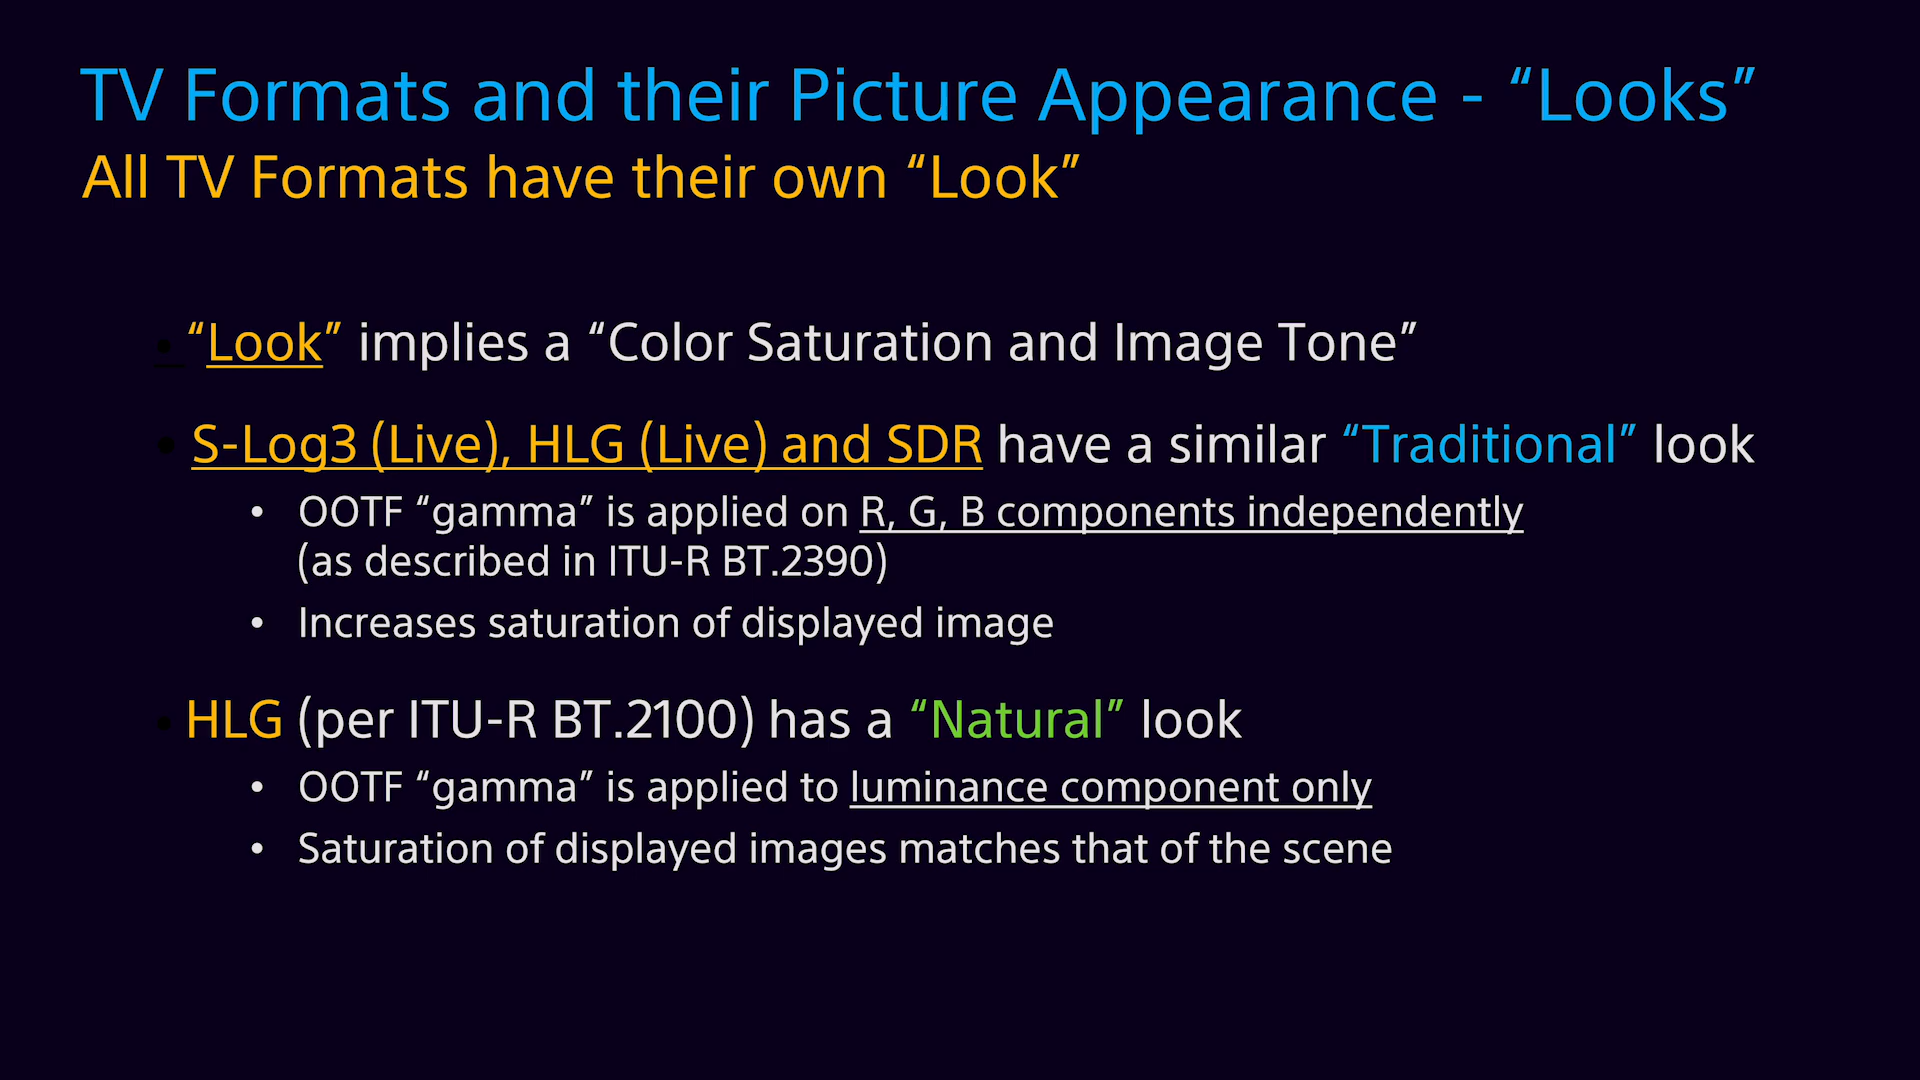 TV Formats and their Picture Appearance - “Looks”
All TV Formats have their own “Look”
• “Look” implies a “Color Saturation and Image Tone”
• S-Log3 (Live), HLG (Live) and SDR have a similar “Traditional” look
• OOTF “gamma” is applied on R, G, B components independently
(as described in ITU-R BT.2390)
• Increases saturation of displayed image
• HLG (per ITU-R BT.2100) has a “Natural” look
• OOTF “gamma” is applied to luminance component only
• Saturation of displayed images matches that of the scene